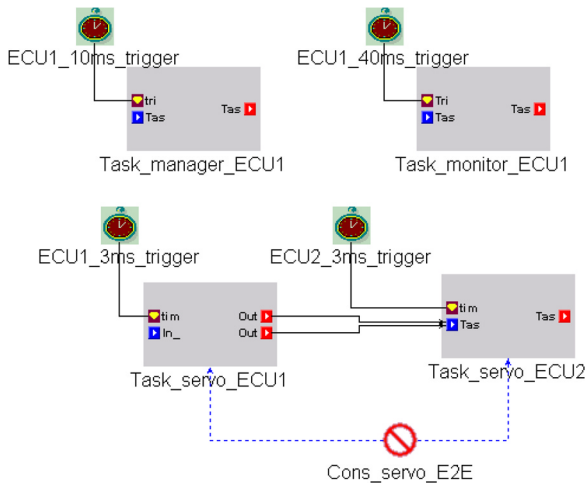 ECU1_10ms_trigger
ECU1_40ms_trigger
tri
Tas
Tas
Tri
Tas
Tas
Task_manager_ECU1
Task_monitor_ECU1
ECU1_3ms_trigger
ECU2_3ms_trigger
tim
In_
Out
Out
tim
Tas
Tas
Task_servo_ECU1
Task_servo_ECU2
Cons_servo_E2E